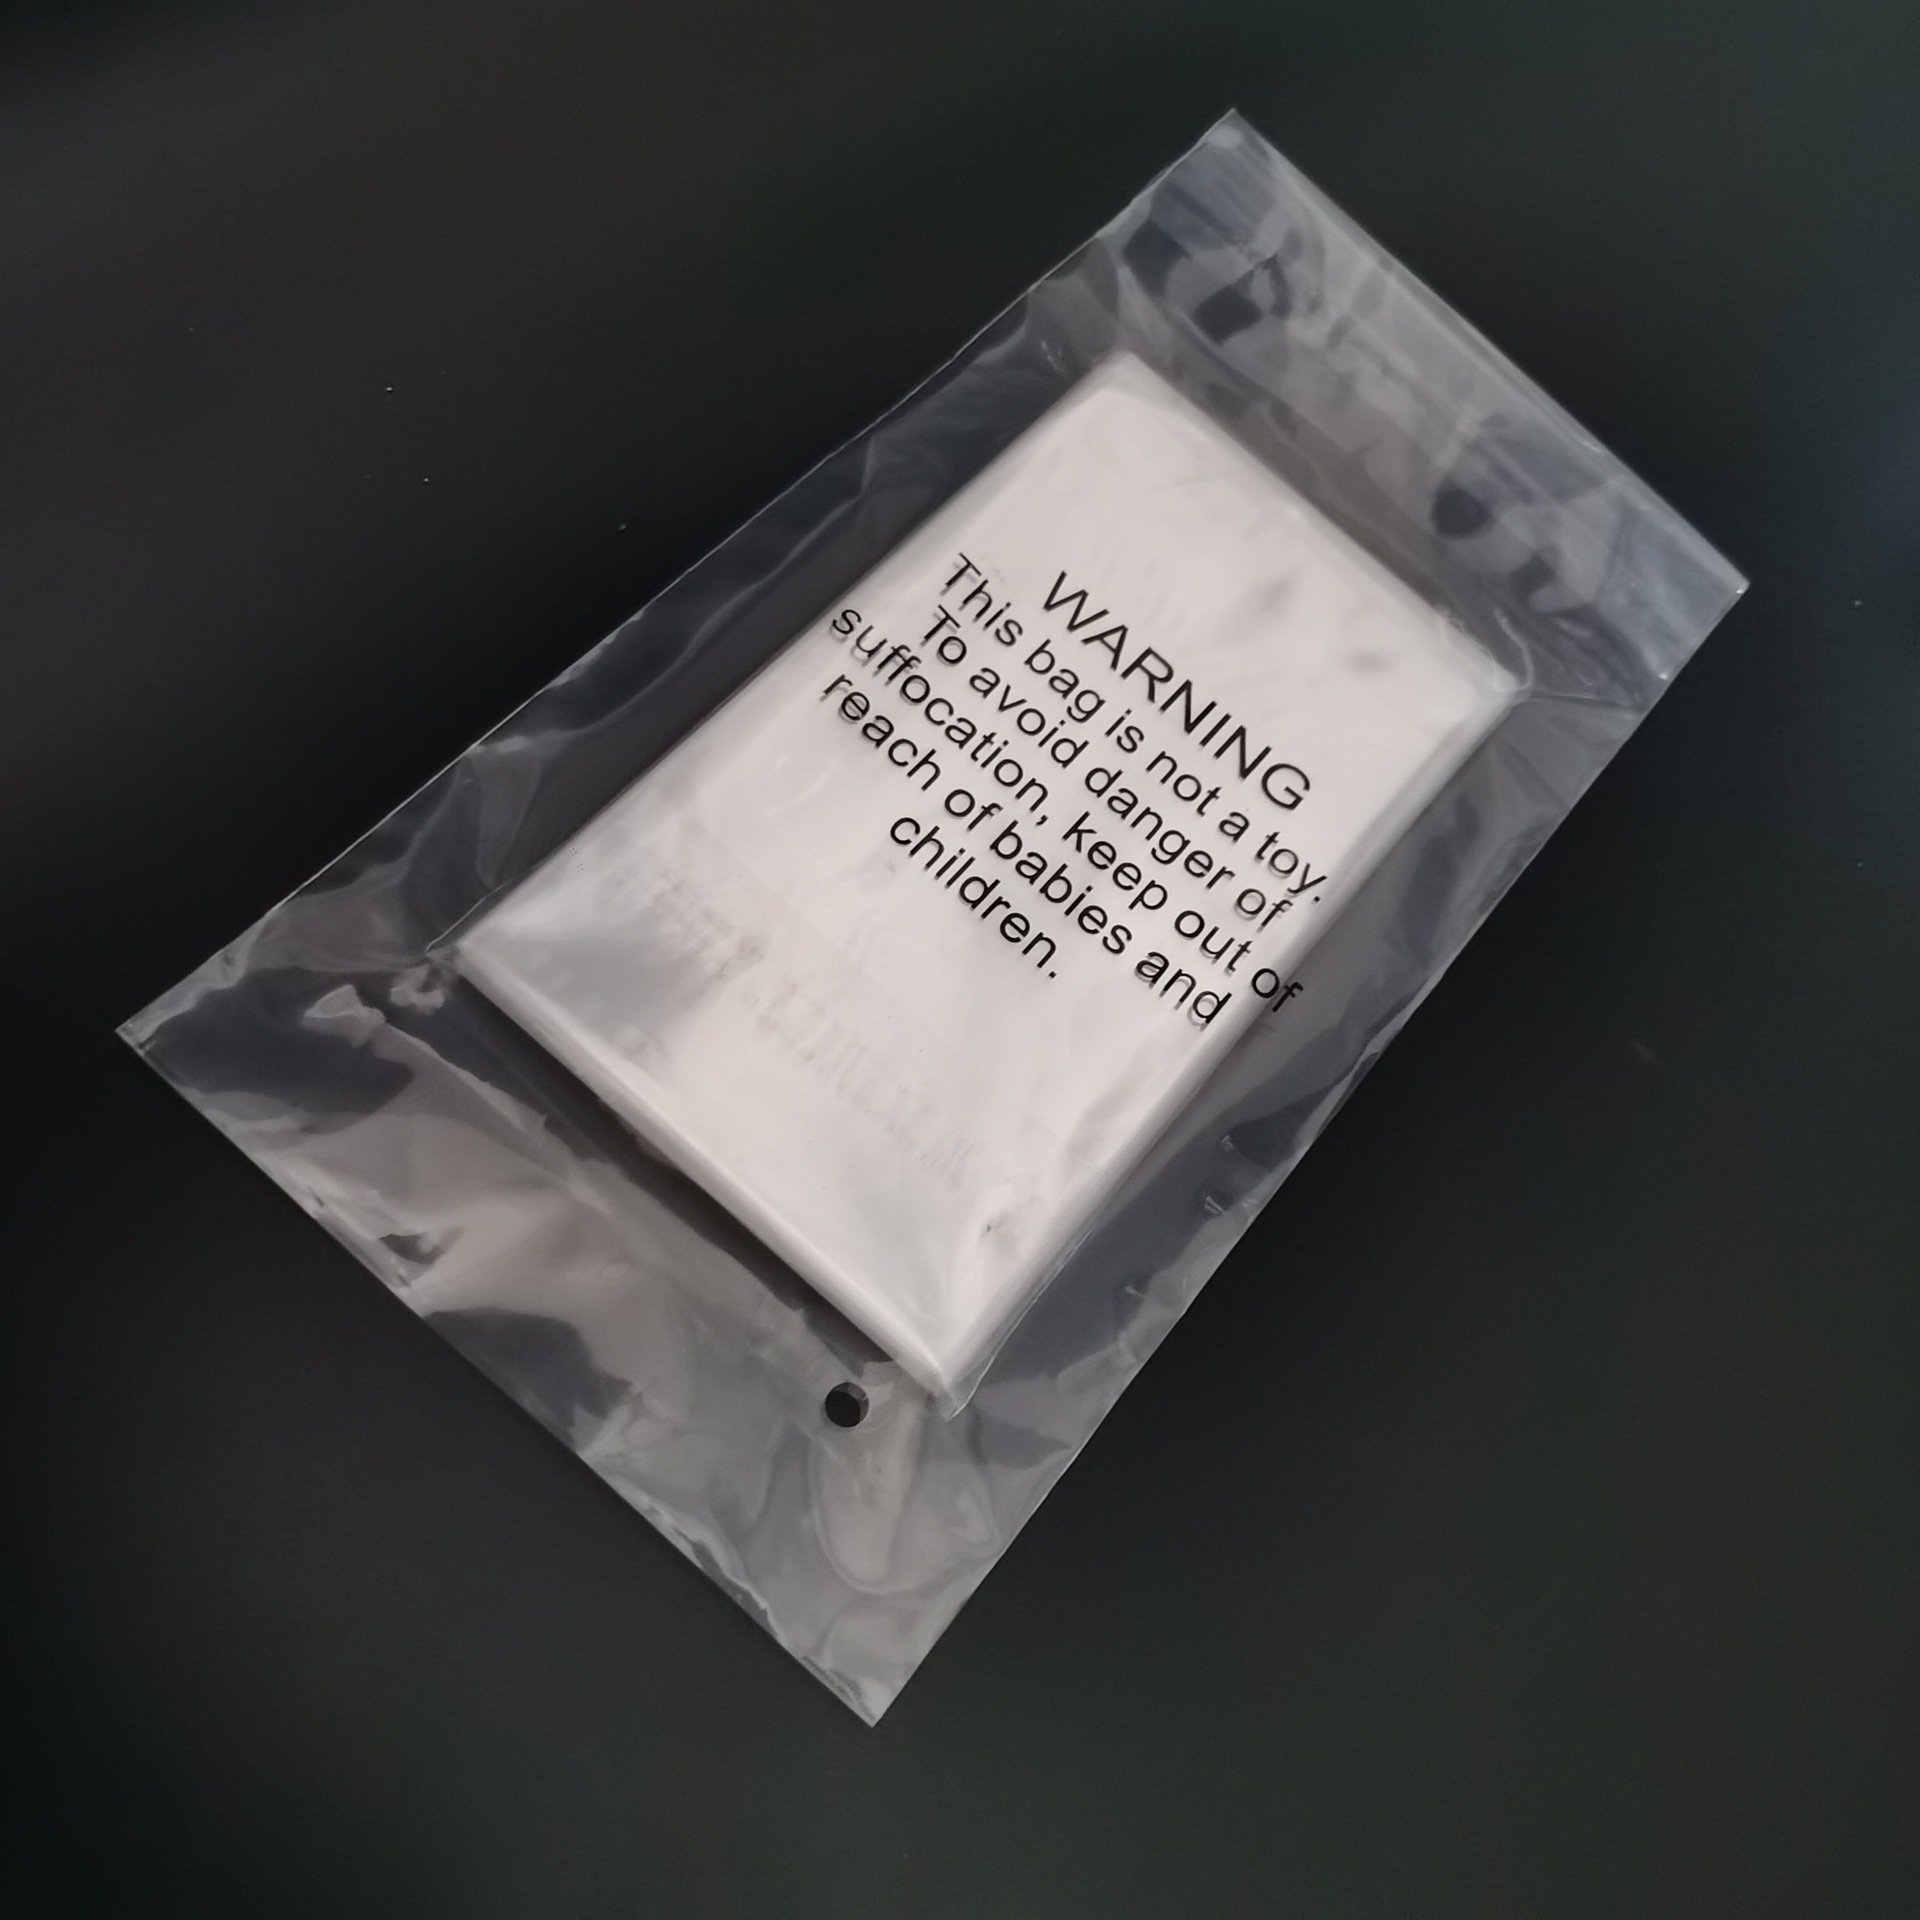 WARNING
This bag is not a toy.
To avoid danger of
suffocation, keep out of
reach of babies and
children.